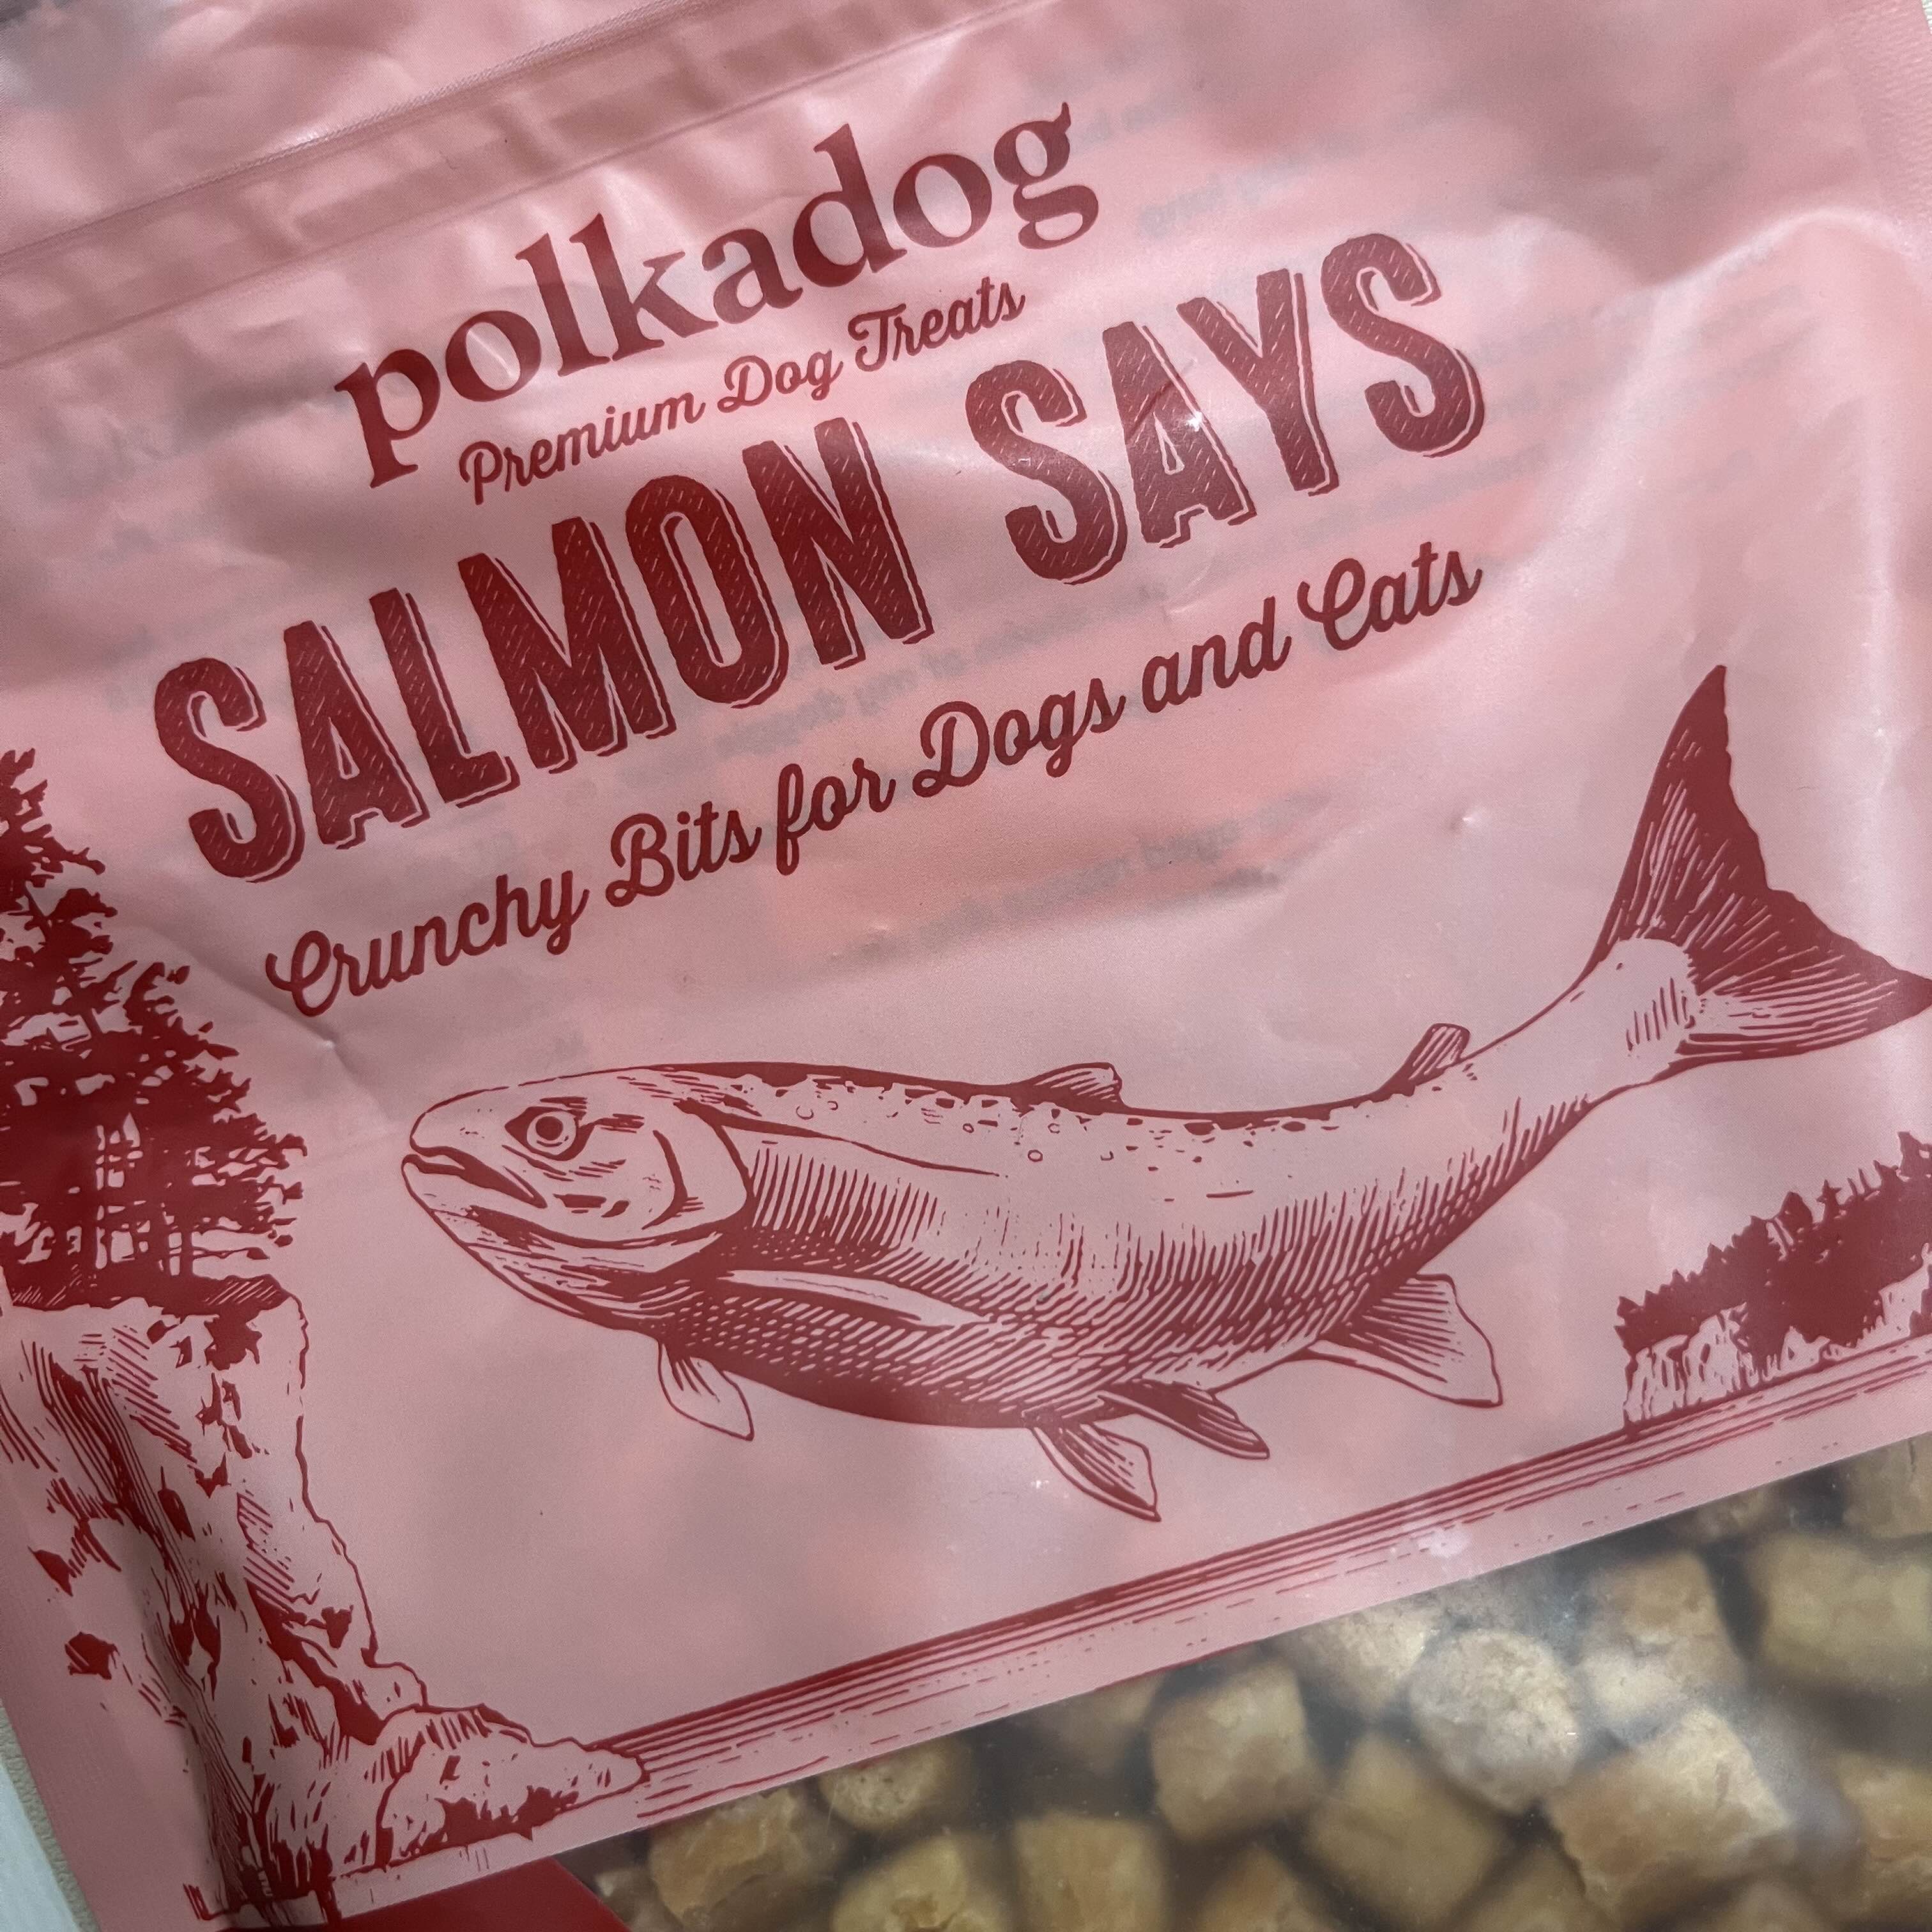 polkadog
Premium Dog Treats
SALMON SAYS
Crunchy Bits for Dogs and Cats